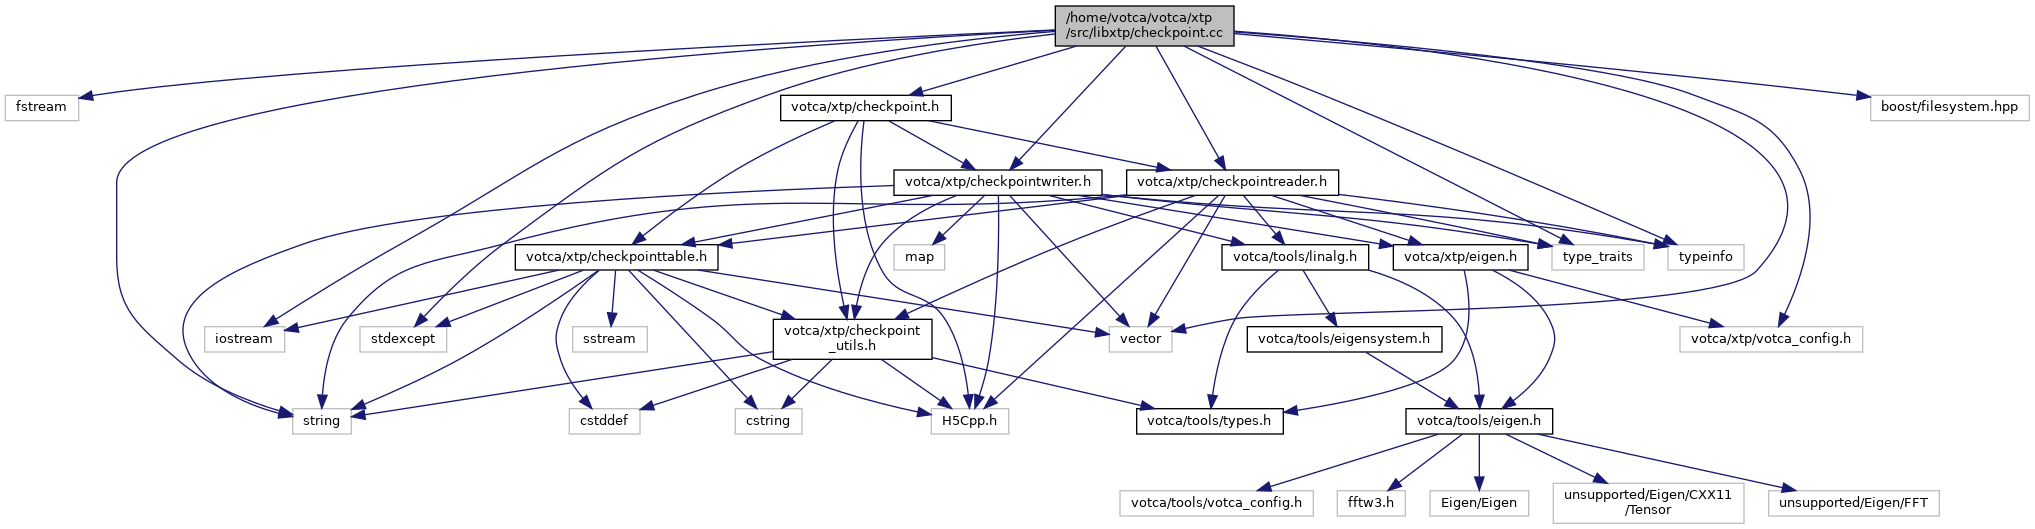 /home/votca/votca/xtp
/src/libxtp/checkpoint.cc
fstream
votca/xtp/checkpoint.h
boost/filesystem.hpp
votca/xtp/checkpointwriter.h
votca/xtp/checkpointreader.h
votca/xtp/checkpointtable.h
map
votca/tools/linalg.h
votca/xtp/eigen.h
type_traits
typeinfo
iostream
stdexcept
sstream
votca/xtp/checkpoint
_utils.h
vector
votca/tools/eigensystem.h
votca/xtp/votca_config.h
string
cstddef
cstring
H5Cpp.h
votca/tools/types.h
votca/tools/eigen.h
votca/tools/votca_config.h
fftw3.h
Eigen/Eigen
unsupported/Eigen/CXX11
/Tensor
unsupported/Eigen/FFT